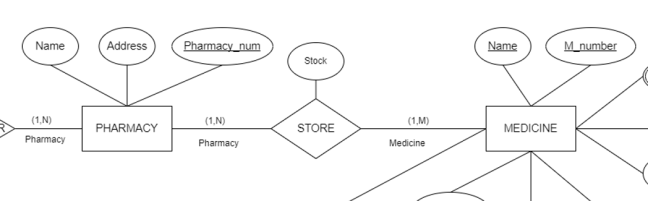 Name
Address
Pharmacy_num
Stock
Name
M_number
R
(1,N)
Pharmacy
PHARMACY
(1,N)
Pharmacy
STORE
(1,M)
Medicine
MEDICINE